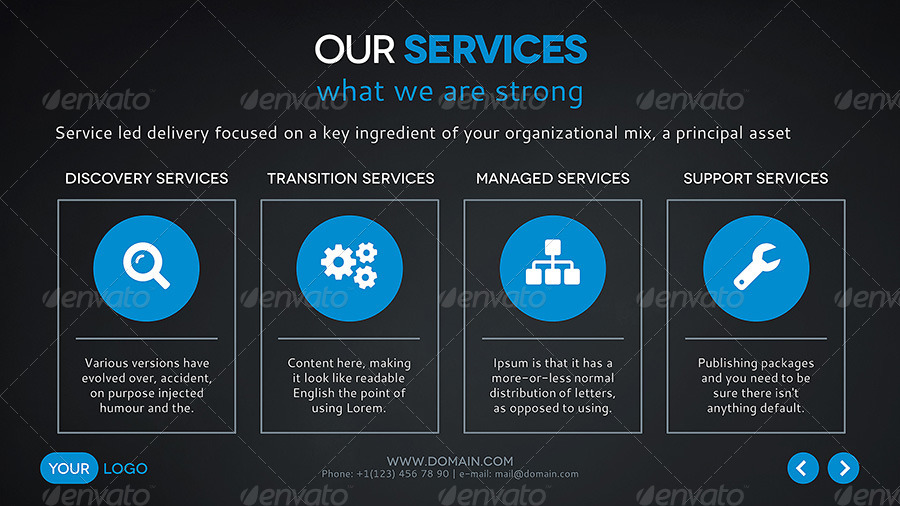 OUR SERVICES
what we are strong
Service led delivery focused on a key ingredient of your organizational mix, a principal asset
DISCOVERY SERVICES
TRANSITION SERVICES
MANAGED SERVICES
SUPPORT SERVICES
Various versions have
evolved over, accident,
on purpose injected
humour and the.
Content here, making
it look like readable
English the point of
using Lorem.
Ipsum is that it has a
more-or-less normal
distribution of letters,
as opposed to using.
Publishing packages
and you need to be
sure there isn't
anything default.
YOUR LOGO
WWW.DOMAIN.COM
Phone: +1(123) 456 78 90 | e-mail: mail@domain.com
envato